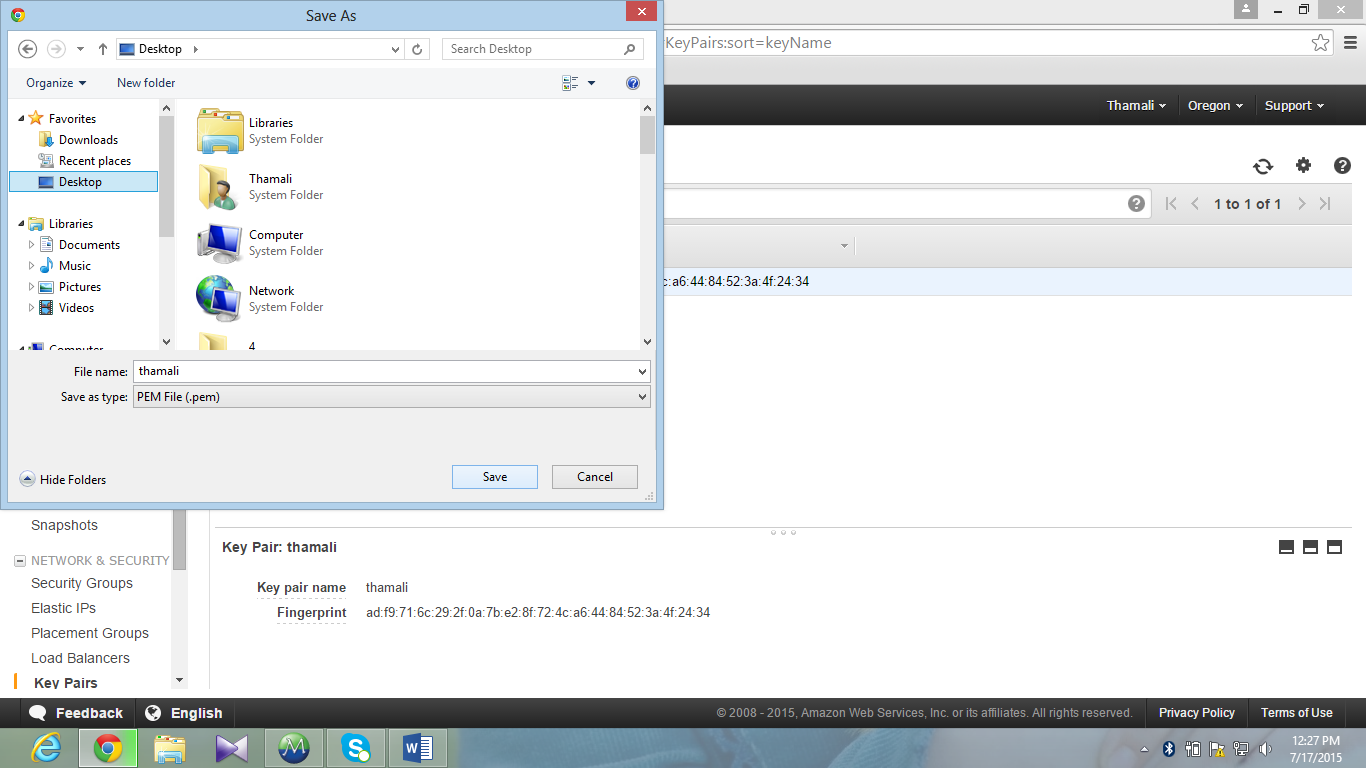 Save As
Desktop
Search Desktop
Organize
New folder
Favorites
Downloads
Recent places
Desktop
Libraries
Documents
Music
Pictures
Videos
Computer
Libraries
System Folder
Thamali
System Folder
Computer
System Folder
Network
System Folder
4
File name: thamali
Save as type: PEM File (.pem)
Hide Folders
Save
Cancel
KeyPairs:sort=keyName
Thamali
Oregon
Support
1 to 1 of 1
c:a6:44:84:52:3a:4f:24:34
Snapshots
NETWORK & SECURITY
Security Groups
Elastic IPs
Placement Groups
Load Balancers
Key Pairs
Key Pair: thamali
Key pair name thamali
Fingerprint ad:f9:71:6c:29:2f:0a:7b:e2:8f:72:4c:a6:44:84:52:3a:4f:24:34
Feedback
English
© 2008 - 2015, Amazon Web Services, Inc. or its affiliates. All rights reserved.
Privacy Policy
Terms of Use
12:27 PM
7/17/2015